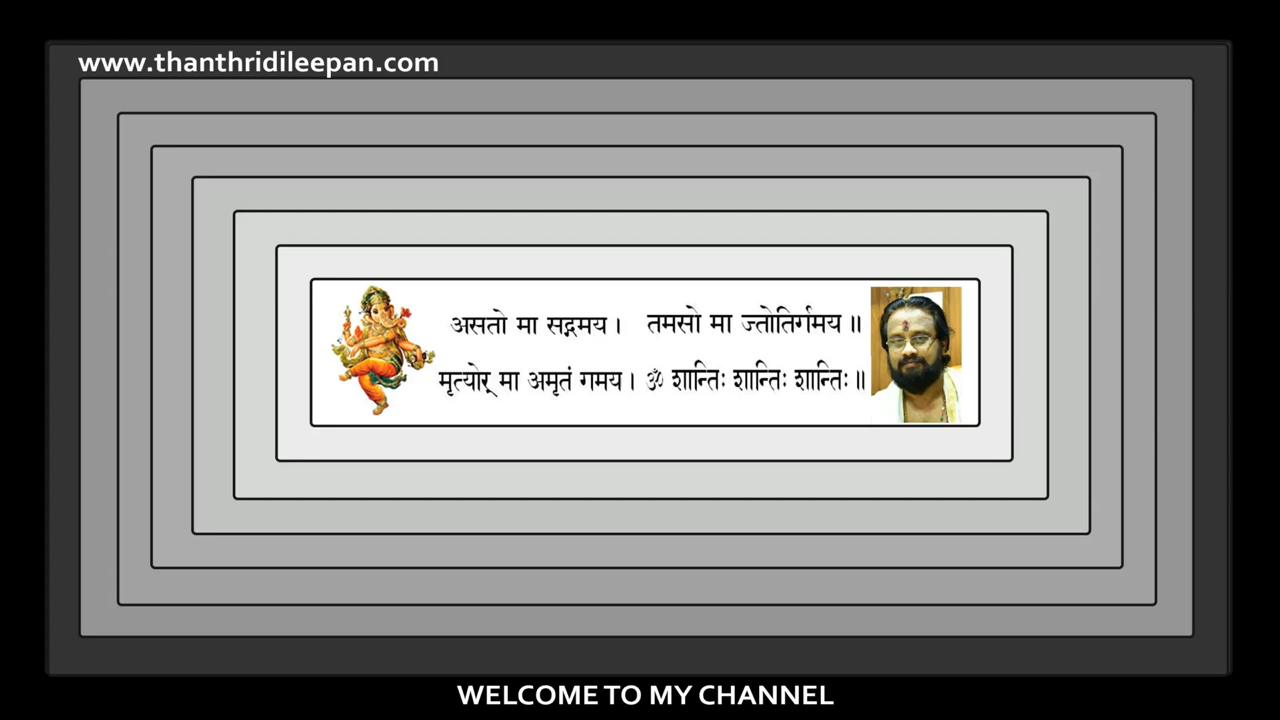 www.thanthridileepan.com
असतो मा सद्गमय। तमसो मा ज्तोतिर्गमय॥
मृत्योर् मा अमृतं गमय। ॐ शान्तिः शान्तिः शान्तिः॥
WELCOME TO MY CHANNEL